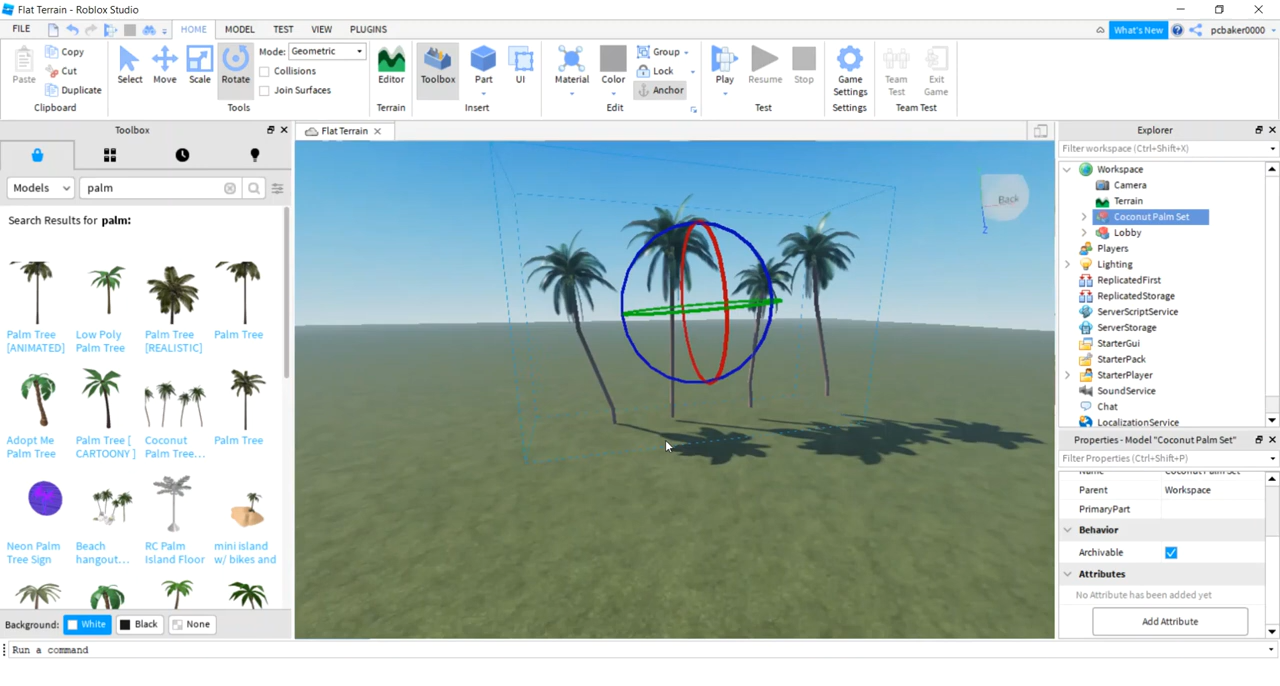 Flat Terrain - Roblox Studio
FILE
HOME
MODEL
TEST
VIEW
PLUGINS
What's New
pcbaker0000
Paste
Copy
Cut
Duplicate
Clipboard
Select
Move
Scale
Rotate
Mode: Geometric
Collisions
Join Surfaces
Tools
Editor
Terrain
Toolbox
Part
UI
Insert
Material
Color
Group
Lock
Anchor
Edit
Play
Resume
Stop
Test
Game
Settings
Settings
Team
Test
Exit
Game
Team Test
Toolbox
Models
palm
Search Results for palm:
Palm Tree
[ANIMATED]
Low Poly
Palm Tree
Palm Tree
[REALISTIC]
Palm Tree
Adopt Me
Palm Tree
Palm Tree [
CARTOONY ]
Coconut
Palm Tree...
Palm Tree
Neon Palm
Tree Sign
Beach
hangout...
RC Palm
Island Floor
mini island
w/ bikes and
Background:
White
Black
None
Run a command
Flat Terrain
Back
Z
Explorer
Filter workspace (Ctrl+Shift+X)
Workspace
Camera
Terrain
Coconut Palm Set
Lobby
Players
Lighting
ReplicatedFirst
ReplicatedStorage
ServerScriptService
ServerStorage
StarterGui
StarterPack
StarterPlayer
SoundService
Chat
LocalizationService
Properties - Model "Coconut Palm Set"
Filter Properties (Ctrl+Shift+P)
Name
Coconut Palm Set
Parent
Workspace
PrimaryPart
Behavior
Archivable
Attributes
No Attribute has been added yet
Add Attribute